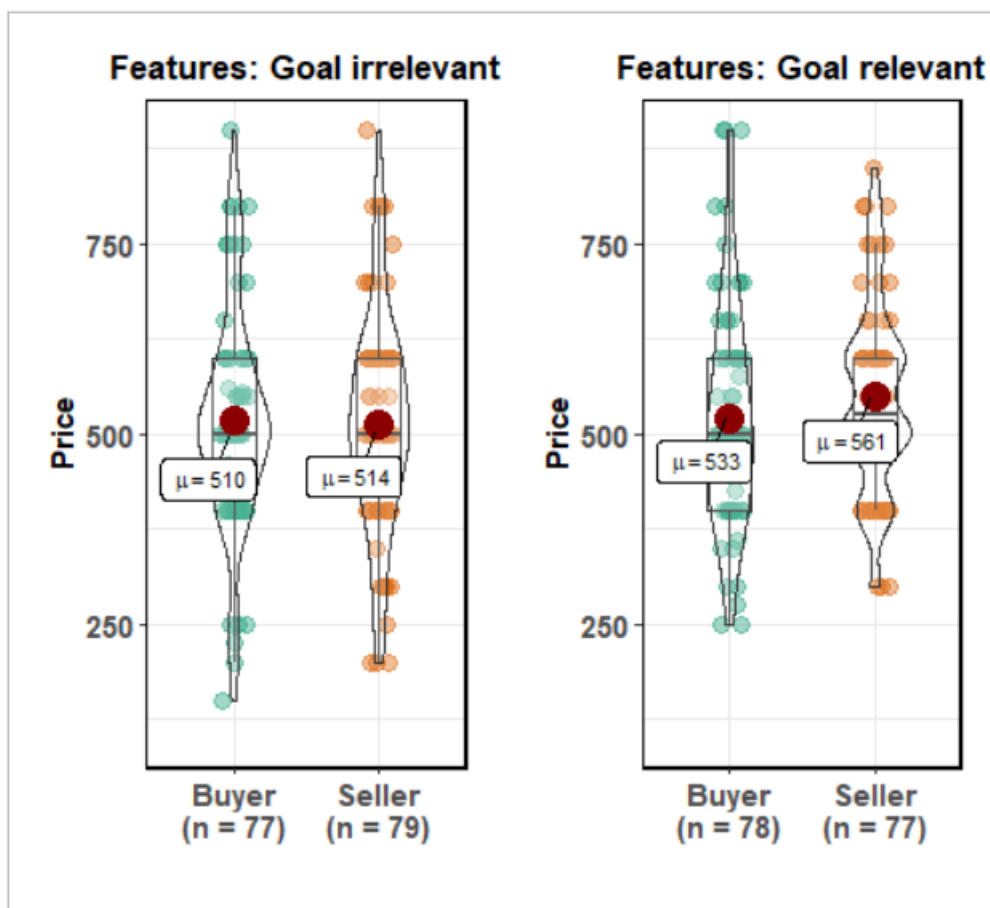 Features: Goal irrelevant
Price
750
500
250
μ = 510
μ = 514
Buyer
(n = 77)
Seller
(n = 79)
Features: Goal relevant
Price
750
500
250
μ = 533
μ = 561
Buyer
(n = 78)
Seller
(n = 77)